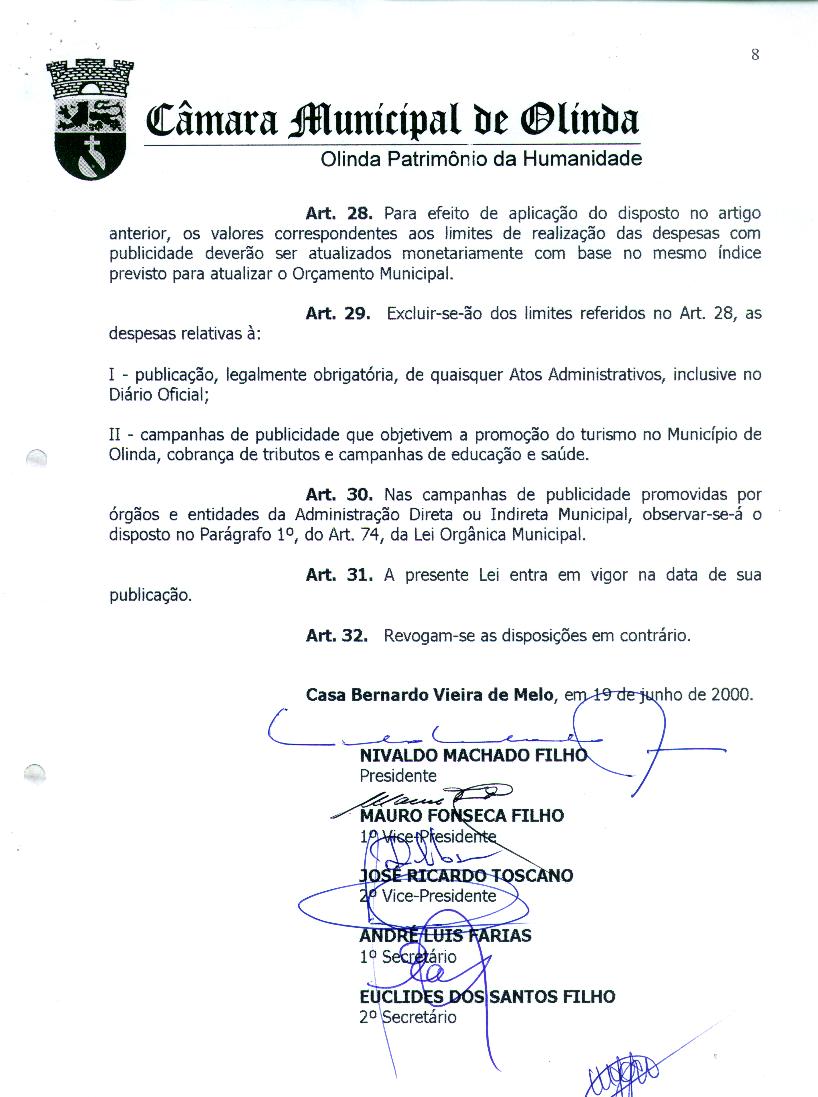 8
Câmara Municipal de Olinda
Olinda Patrimônio da Humanidade
Art. 28. Para efeito de aplicação do disposto no artigo
anterior, os valores correspondentes aos limites de realização das despesas com
publicidade deverão ser atualizados monetariamente com base no mesmo índice
previsto para atualizar o Orçamento Municipal.
Art. 29. Excluir-se-ão dos limites referidos no Art. 28, as
despesas relativas à:
I - publicação, legalmente obrigatória, de quaisquer Atos Administrativos, inclusive no
Diário Oficial;
II - campanhas de publicidade que objetivem a promoção do turismo no Município de
Olinda, cobrança de tributos e campanhas de educação e saúde.
Art. 30. Nas campanhas de publicidade promovidas por
órgãos e entidades da Administração Direta ou Indireta Municipal, observar-se-á o
disposto no Parágrafo 1º, do Art. 74, da Lei Orgânica Municipal.
Art. 31. A presente Lei entra em vigor na data de sua
publicação.
Art. 32. Revogam-se as disposições em contrário.
Casa Bernardo Vieira de Melo, em 19 de junho de 2000.
NIVALDO MACHADO FILHO
Presidente
MAURO FONSECA FILHO
1º Vice-Presidente
JOSÉ RICARDO TOSCANO
2º Vice-Presidente
ANDRÉ LUIS FARIAS
1º Secretário
EUCLIDES DOS SANTOS FILHO
2º Secretário